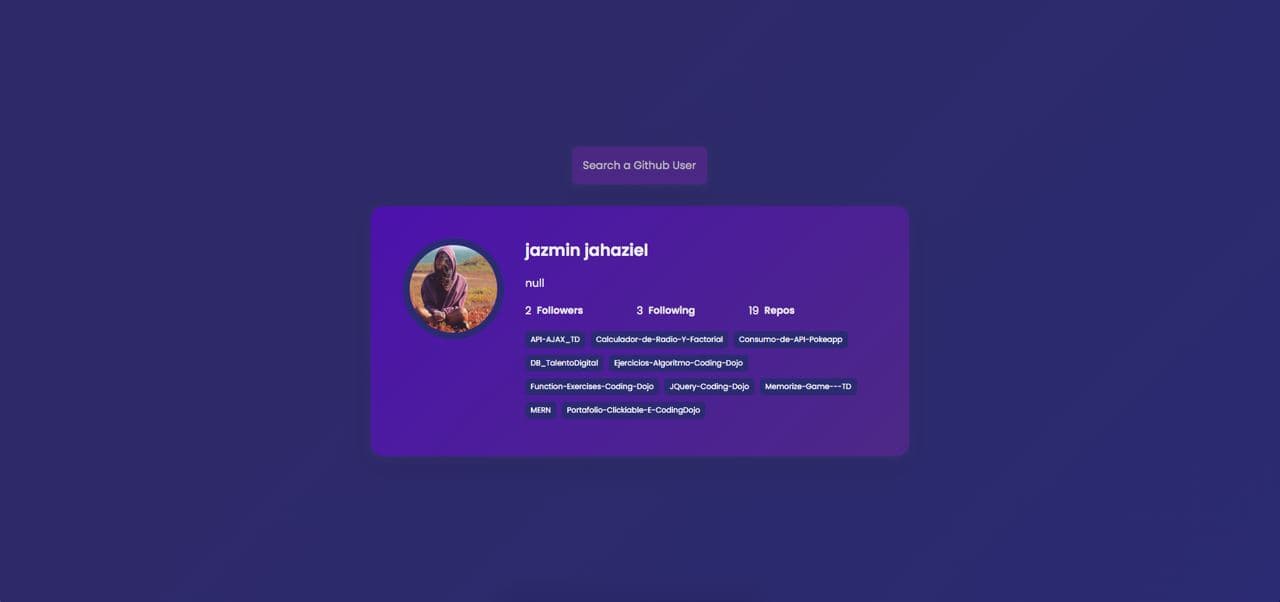 Search a Github User
jazmin jahaziel
null
2 Followers 3 Following 19 Repos
API-AJAX_TD Calculador-de-Radio-Y-Factorial Consumo-de-API-Pokeapp
DB_TalentoDigital Ejercicios-Algoritmo-Coding-Dojo
Function-Exercises-Coding-Dojo JQuery-Coding-Dojo Memorize-Game---TD
MERN Portafolio-Clickable-E-CodingDojo